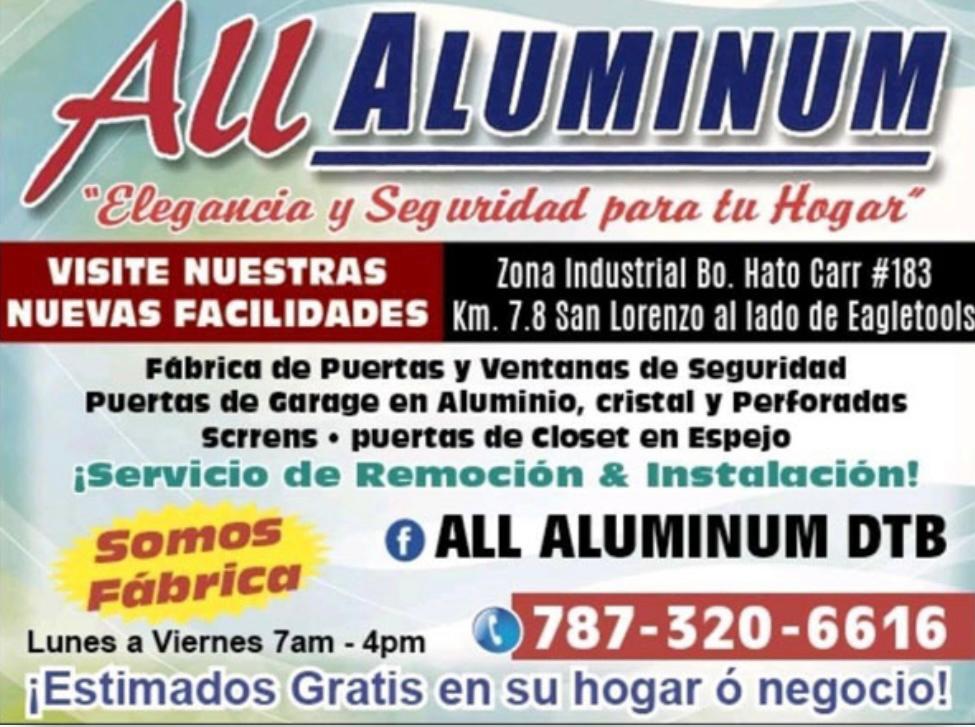 All ALUMINUM
"Elegancia y Seguridad para tu Hogar"
VISITE NUESTRAS
NUEVAS FACILIDADES
Zona Industrial Bo. Hato Carr #183
Km. 7.8 San Lorenzo al lado de Eagletools
Fábrica de Puertas y Ventanas de Seguridad
Puertas de Garage en Aluminio, cristal y Perforadas
Scrrens • puertas de Closet en Espejo
¡Servicio de Remoción & Instalación!
Somos
Fábrica
f ALL ALUMINUM DTB
787-320-6616
Lunes a Viernes 7am - 4pm
¡Estimados Gratis en su hogar ó negocio!